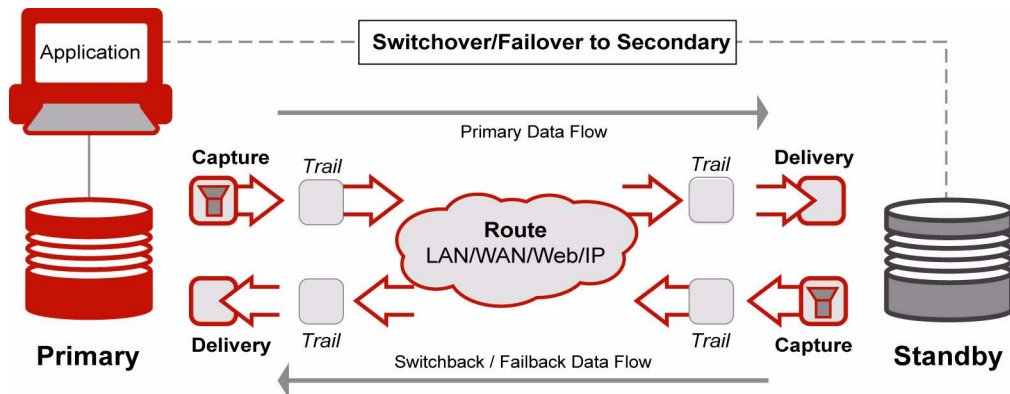 Application
Switchover/Failover to Secondary
Primary Data Flow
Capture
Trail
Trail
Delivery
Route
LAN/WAN/Web/IP
Delivery
Trail
Trail
Capture
Switchback / Failback Data Flow
Primary
Standby